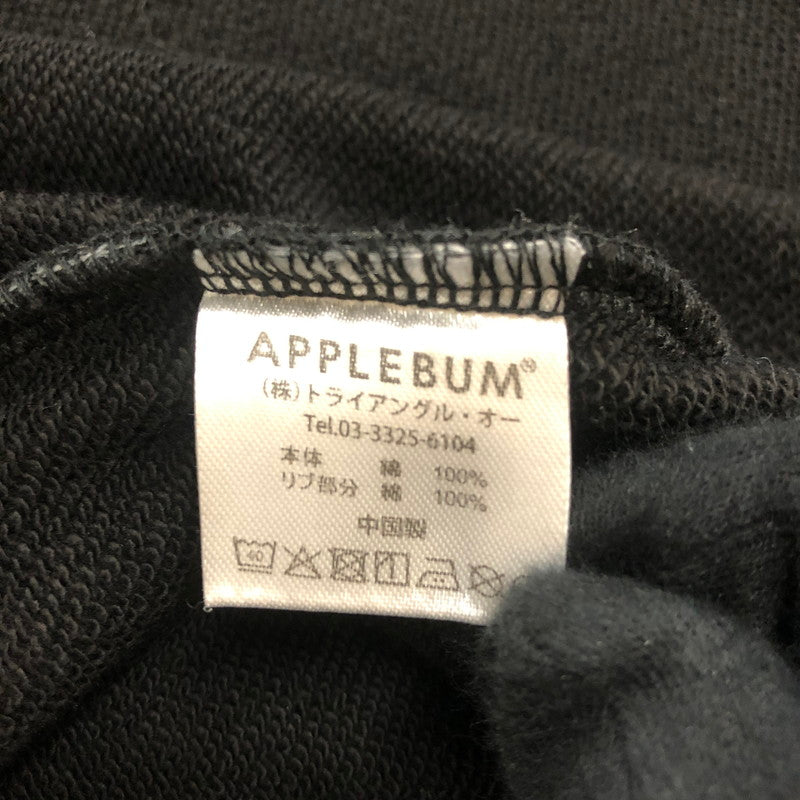 APPLEBUM®
(株)トライアングル・オー
Tel.03-3325-6104
本体 綿 100%
リブ部分 綿 100%
中国製
40